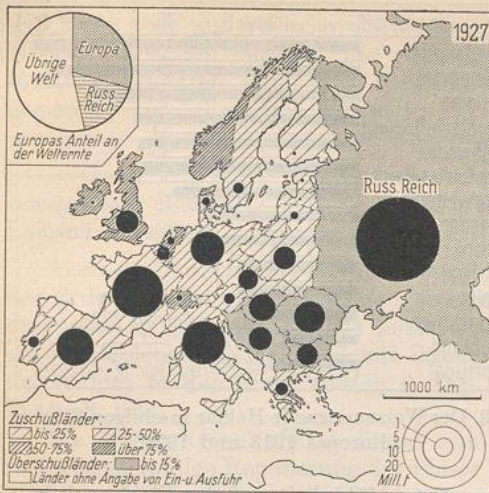 1927
Übrige
Welt
Europa
Russ.
Reich
Europas Anteil an
der Welternte
Russ. Reich
1000 km
Zuschußländer:
bis 25%
25-50%
50-75%
über 75%
Überschußländer:
bis 15%
Länder ohne Angabe von Ein-u. Ausfuhr
1
5
10
20
Mill. t